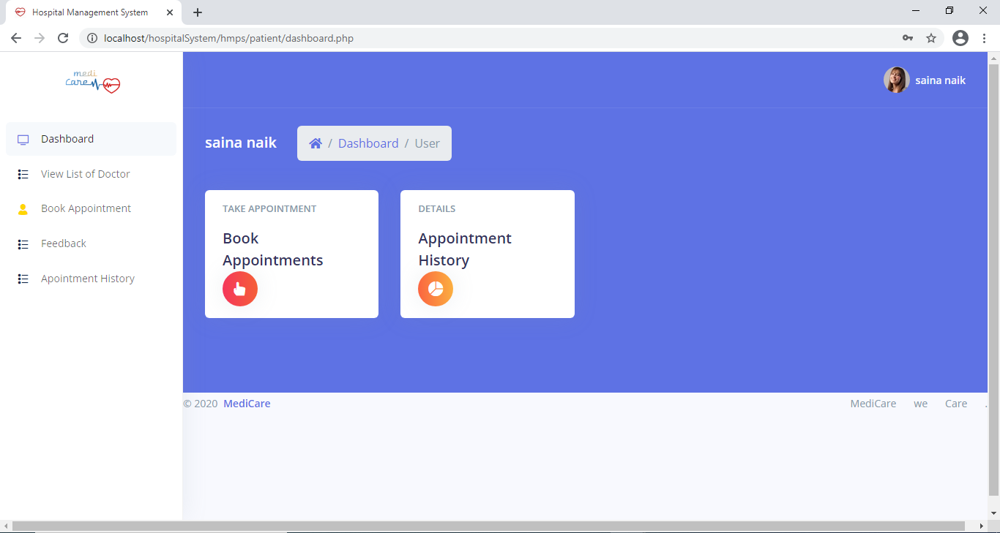 Hospital Management System
localhost/hospitalSystem/hmps/patient/dashboard.php
medi
care
saina naik
Dashboard
View List of Doctor
Book Appointment
Feedback
Apointment History
saina naik
/ Dashboard / User
TAKE APPOINTMENT
Book
Appointments
DETAILS
Appointment
History
© 2020 MediCare
MediCare we Care .